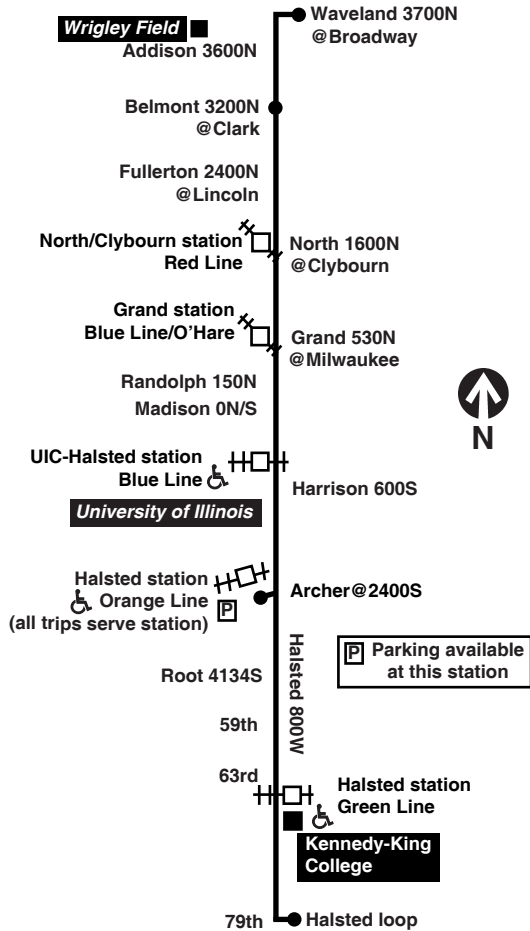 Wrigley Field
Waveland 3700N
@Broadway
Addison 3600N
Belmont 3200N
@Clark
Fullerton 2400N
@Lincoln
North/Clybourn station
Red Line
North 1600N
@Clybourn
Grand station
Blue Line/O’Hare
Grand 530N
@Milwaukee
Randolph 150N
Madison 0N/S
N
UIC-Halsted station
Blue Line
Harrison 600S
University of Illinois
Halsted station
Orange Line
(all trips serve station)
P
Archer@2400S
Halsted 800W
P Parking available
at this station
Root 4134S
59th
63rd
Halsted station
Green Line
Kennedy-King
College
79th
Halsted loop